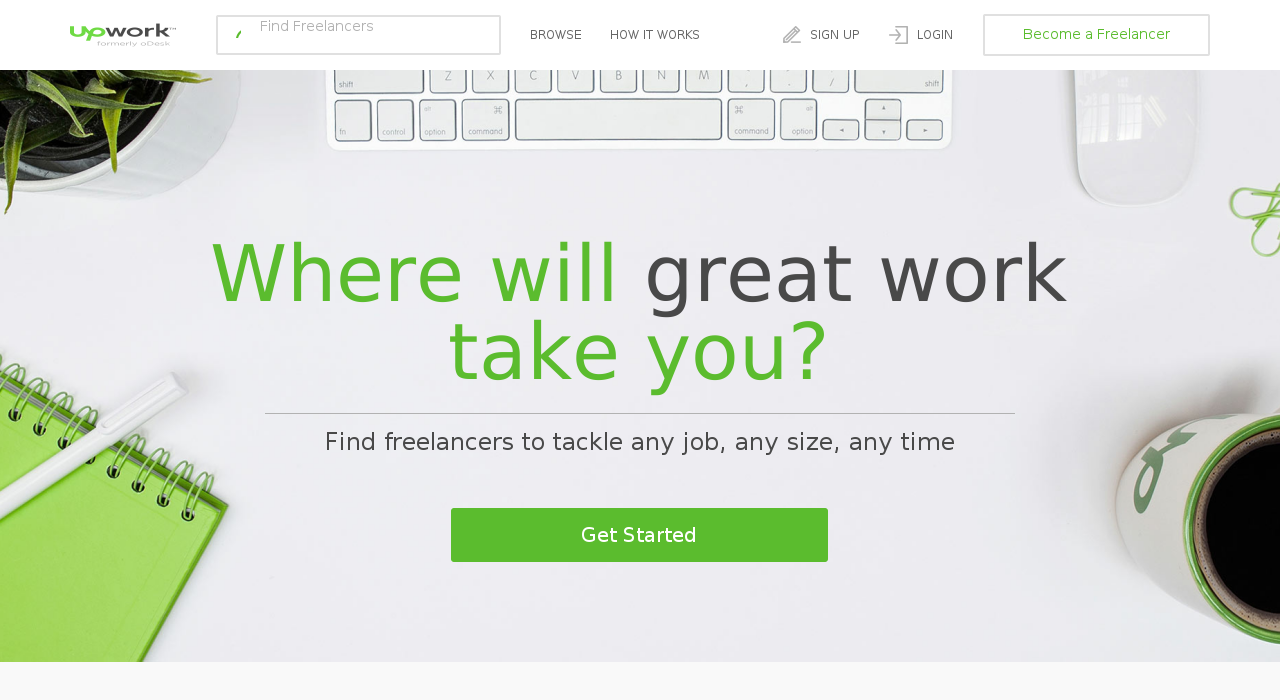 upwork™
formerly oDesk
Find Freelancers
BROWSE
HOW IT WORKS
SIGN UP
LOGIN
Become a Freelancer
shift Z X C V B N M , . / shift
fn control alt option ⌘ command ⌘ command alt option
Where will great work
take you?
Find freelancers to tackle any job, any size, any time
Get Started